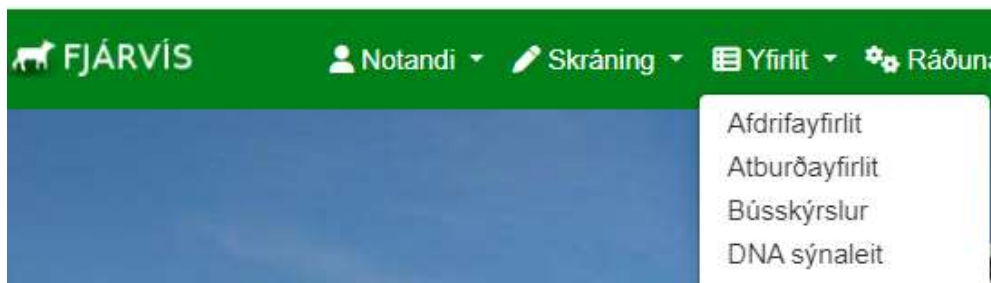 FJÁRVÍS Notandi Skráning Yfirlit
Afdrifayfirlit
Atburðayfirlit
Bússkýrslur
DNA sýnaleit